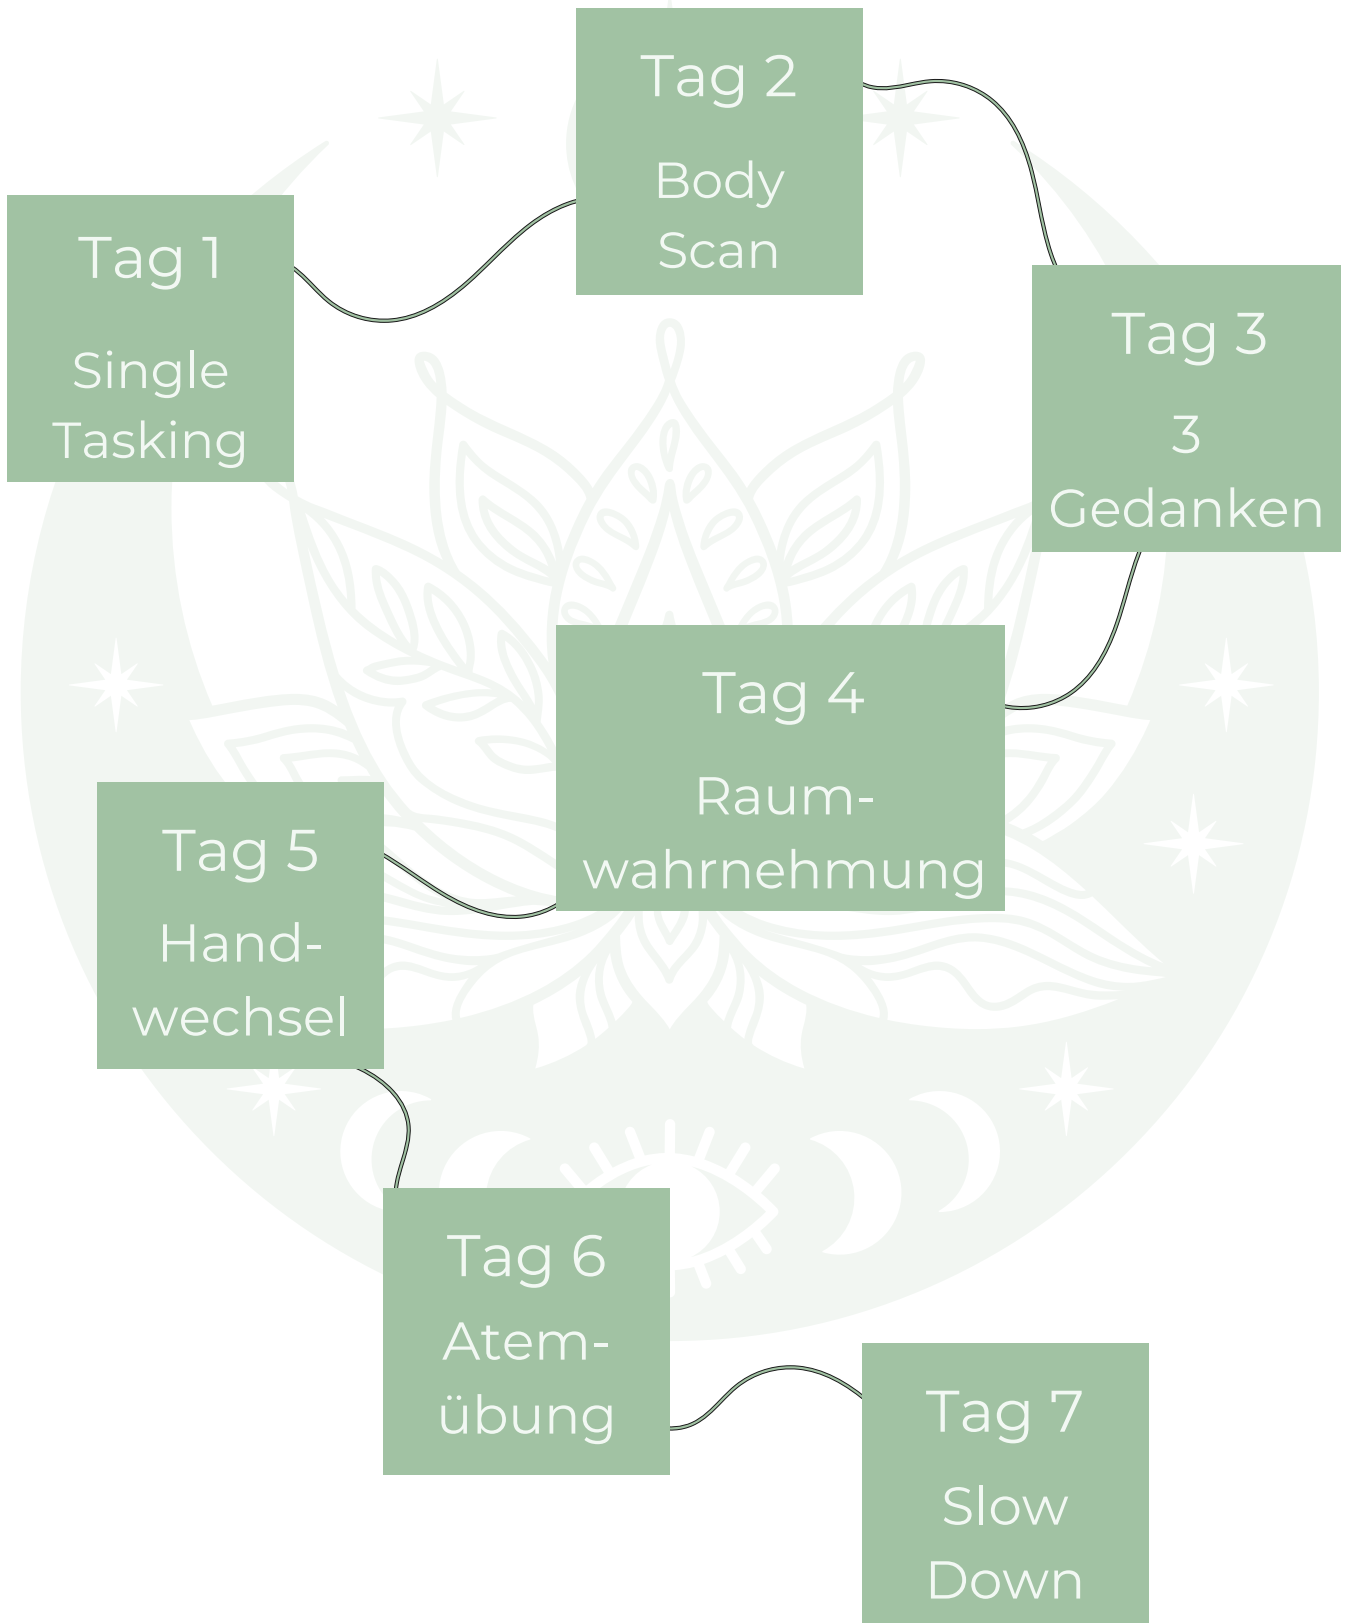 Tag 1
Single
Tasking
Tag 2
Body
Scan
Tag 3
3
Gedanken
Tag 4
Raum-
wahrnehmung
Tag 5
Hand-
wechsel
Tag 6
Atem-
übung
Tag 7
Slow
Down